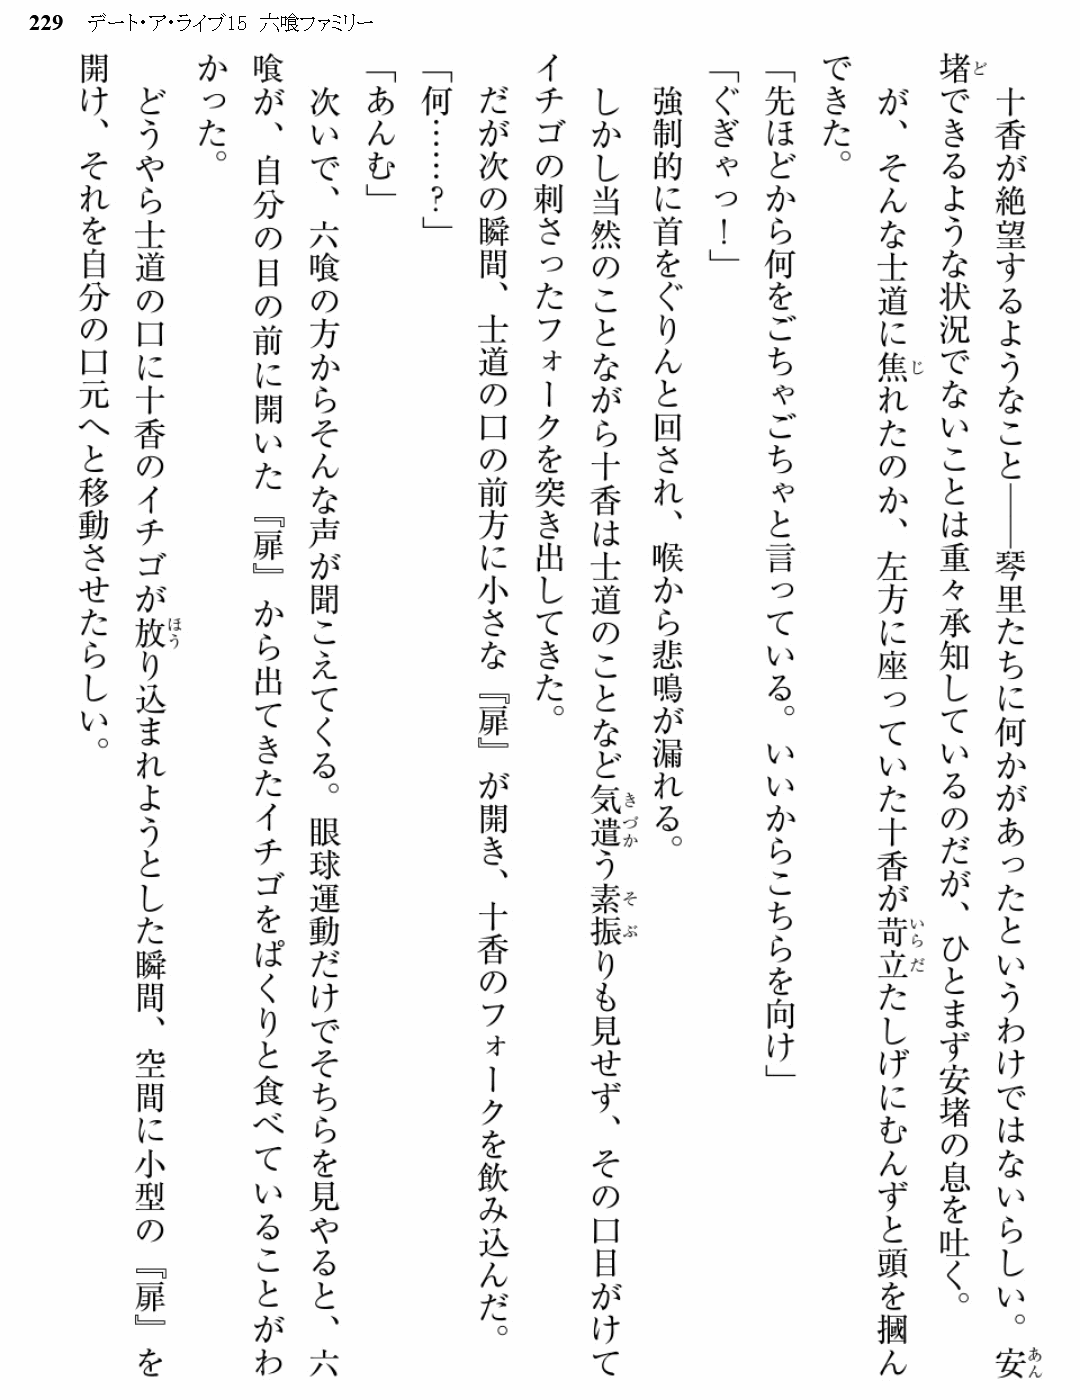 229 デート・ア・ライブ15 六喰ファミリー
十香が絶望するようなこと――琴里たちに何かがあったというわけではないらしい。安
堵できるような状況でないことは重々承知しているのだが、ひとまず安堵の息を吐く。
が、そんな士道に焦れたのか、左方に座っていた十香が苛立たしげにむんずと頭を摑ん
できた。
「先ほどから何をごちゃごちゃと言っている。いいからこちらを向け」
「ぐぎゃっ！」
強制的に首をぐりんと回され、喉から悲鳴が漏れる。
しかし当然のことながら十香は士道のことなど気遣う素振りも見せず、その口目がけて
イチゴの刺さったフォークを突き出してきた。
だが次の瞬間、士道の口の前方に小さな『扉』が開き、十香のフォークを飲み込んだ。
「何……？」
「あんむ」
次いで、六喰の方からそんな声が聞こえてくる。眼球運動だけでそちらを見やると、六
喰が、自分の目の前に開いた『扉』から出てきたイチゴをぱくりと食べていることがわ
かった。
どうやら士道の口に十香のイチゴが放り込まれようとした瞬間、空間に小型の『扉』を
開け、それを自分の口元へと移動させたらしい。